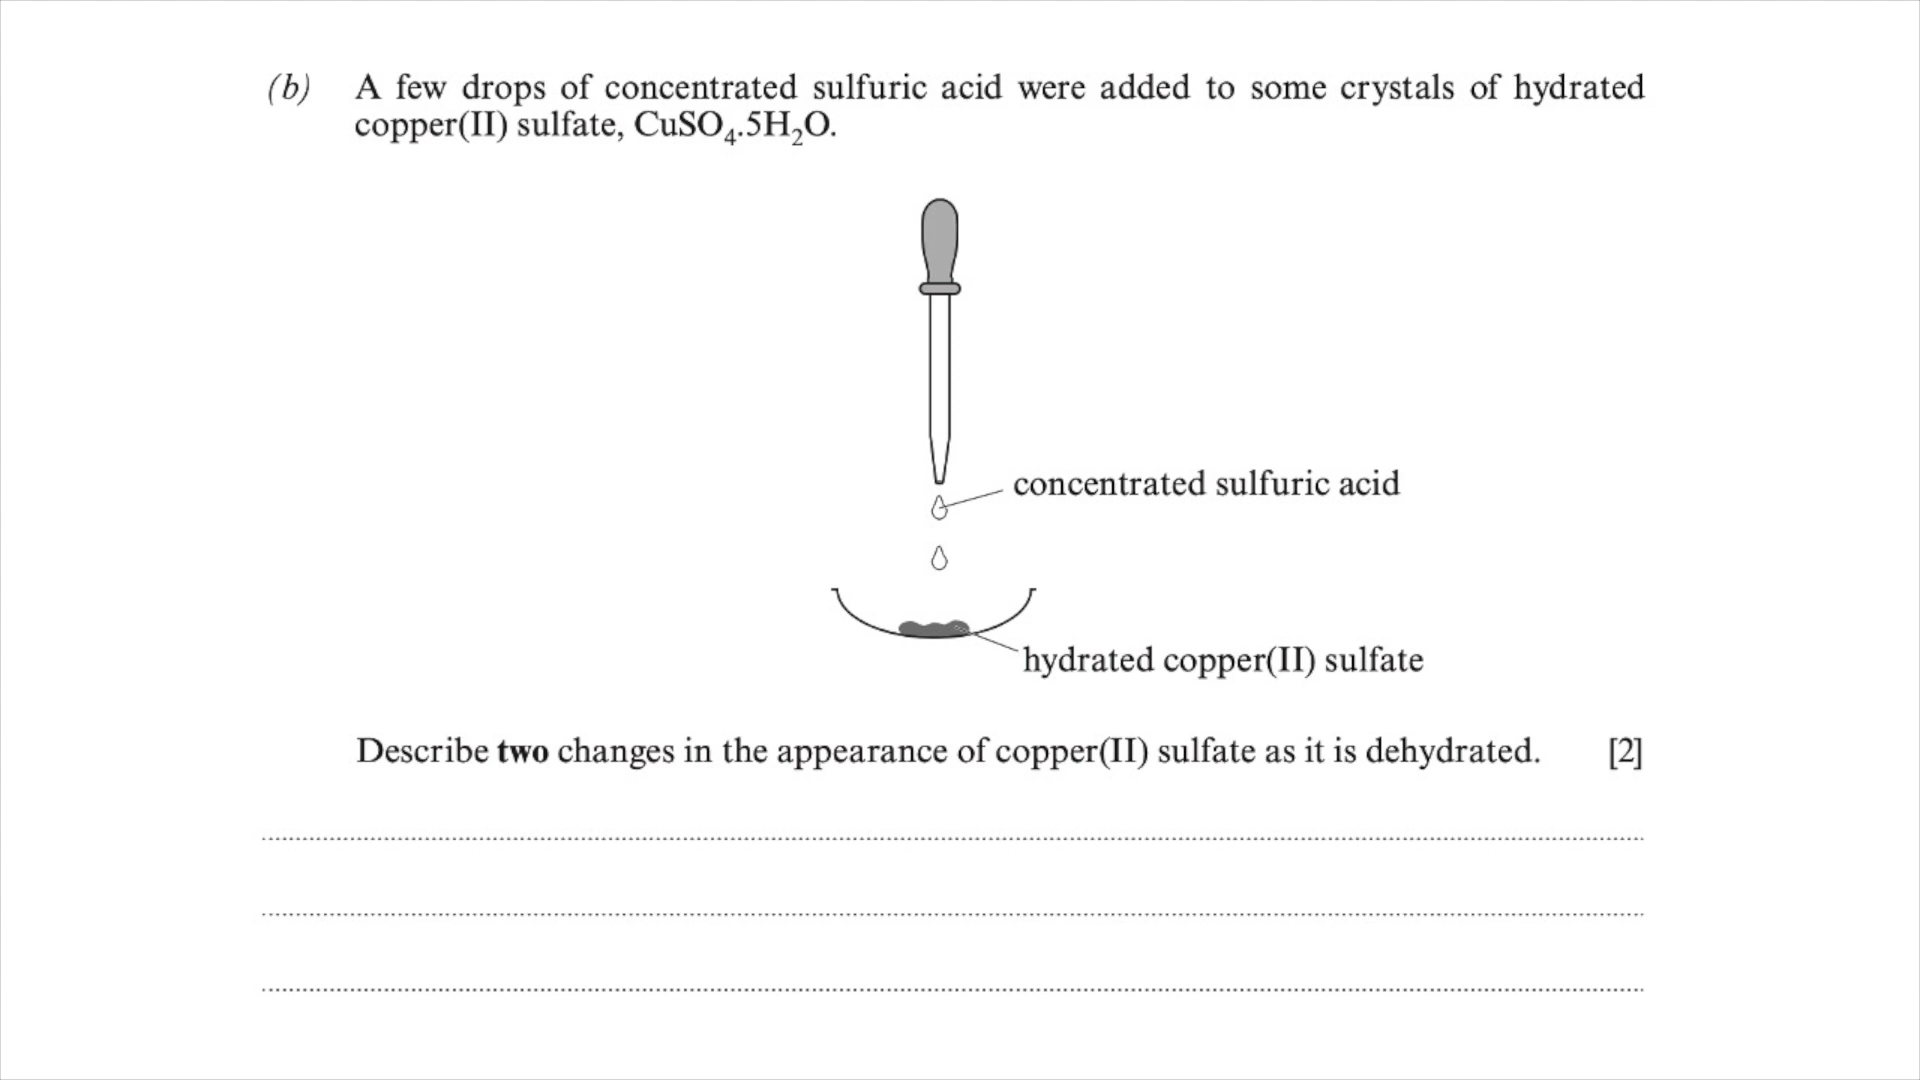 (b) A few drops of concentrated sulfuric acid were added to some crystals of hydrated
copper(II) sulfate, CuSO₄.5H₂O.
concentrated sulfuric acid
hydrated copper(II) sulfate
Describe two changes in the appearance of copper(II) sulfate as it is dehydrated. [2]